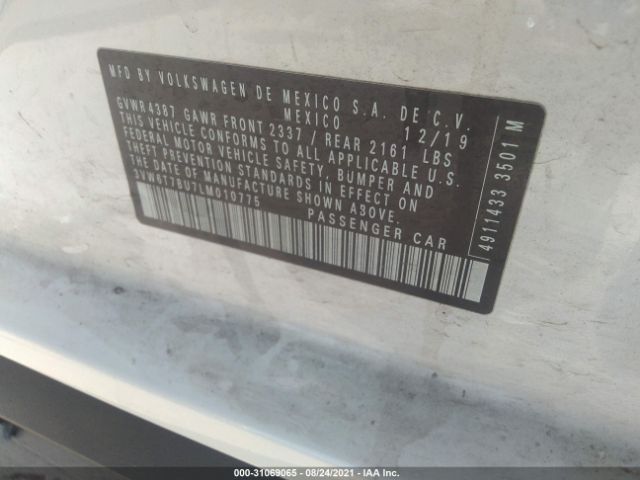 MFD BY VOLKSWAGEN DE MEXICO S.A. DE C.V.
MEXICO 12/19
GVWR 4387 GAWR FRONT 2337 / REAR 2161 LBS
THIS VEHICLE CONFORMS TO ALL APPLICABLE U.S.
FEDERAL MOTOR VEHICLE SAFETY, BUMPER AND
THEFT PREVENTION STANDARDS IN EFFECT ON
THE DATE OF MANUFACTURE SHOWN ABOVE.
3VW6T7BU7LM010775 PASSENGER CAR
4911433 3501 M
000-31069065 - 08/24/2021 - IAA Inc.